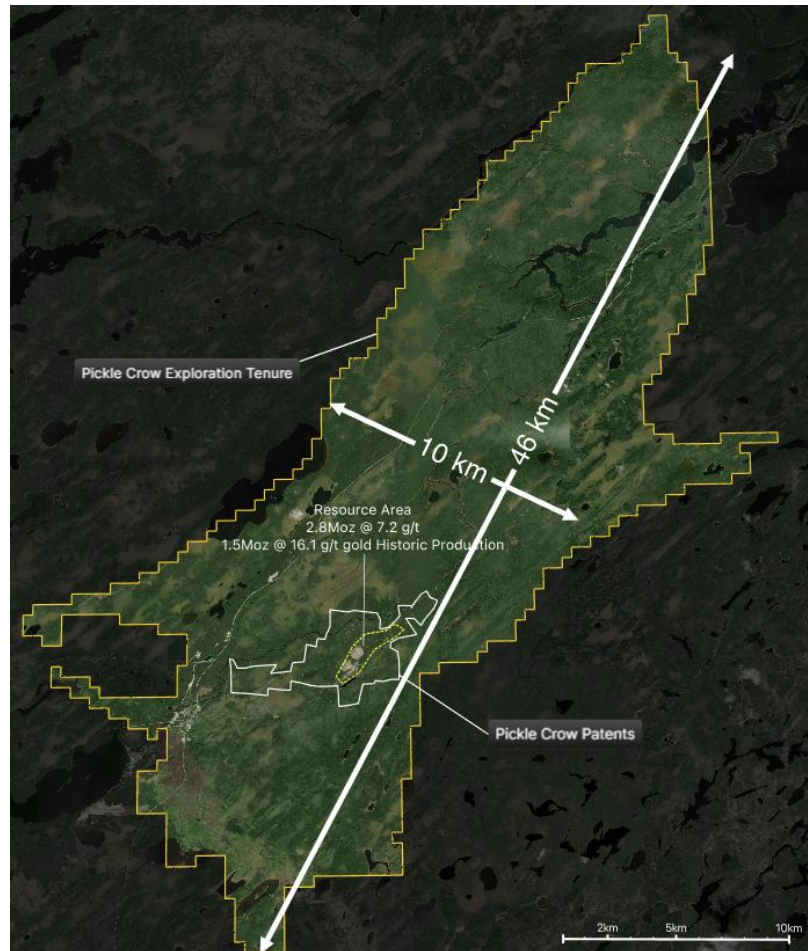 Pickle Crow Exploration Tenure
10 km
46 km
Resource Area
2.8Moz @ 7.2 g/t
1.5Moz @ 16.1 g/t gold Historic Production
Pickle Crow Patents
2km 5km 10km